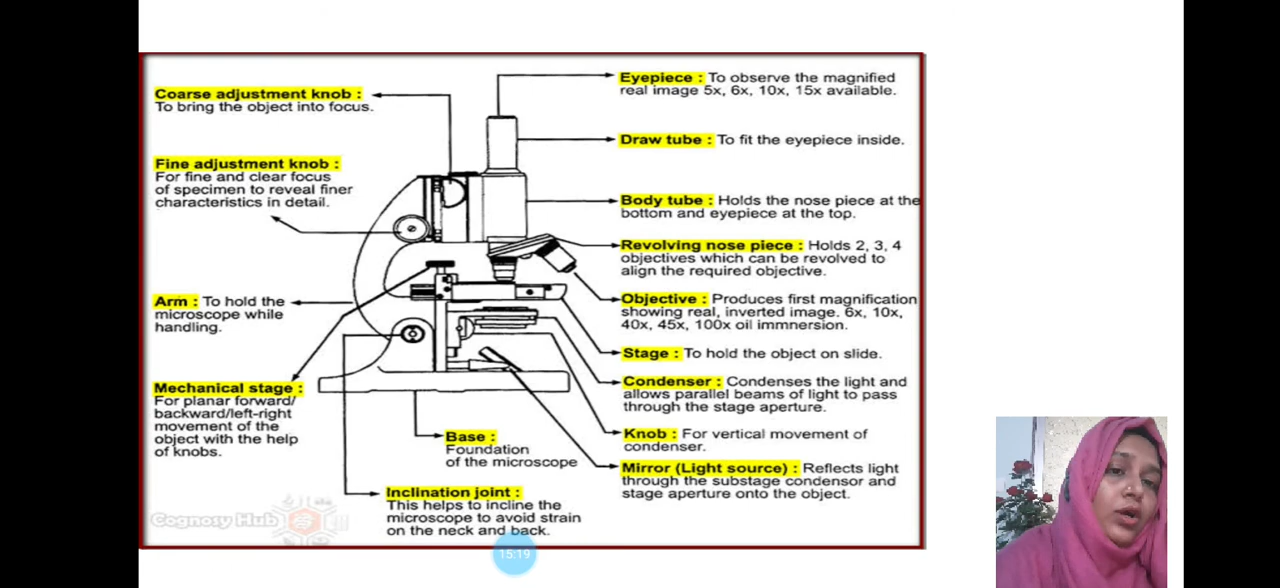 Coarse adjustment knob :
To bring the object into focus.
Fine adjustment knob :
For fine and clear focus
of specimen to reveal finer
characteristics in detail.
Arm : To hold the
microscope while
handling.
Mechanical stage :
For planar forward/
backward/left-right
movement of the
object with the help
of knobs.
Eyepiece : To observe the magnified
real image 5x, 6x, 10x, 15x available.
Draw tube : To fit the eyepiece inside.
Body tube : Holds the nose piece at the
bottom and eyepiece at the top.
Revolving nose piece : Holds 2, 3, 4
objectives which can be revolved to
align the required objective.
Objective : Produces first magnification
showing real, inverted image. 6x, 10x,
40x, 45x, 100x oil immnersion.
Stage : To hold the object on slide.
Condenser : Condenses the light and
allows parallel beams of light to pass
through the stage aperture.
Knob : For vertical movement of
condenser.
Mirror (Light source) : Reflects light
through the substage condensor and
stage aperture onto the object.
Base :
Foundation
of the microscope
Inclination joint :
This helps to incline the
microscope to avoid strain
on the neck and back.
Cognosy Hub
15:19